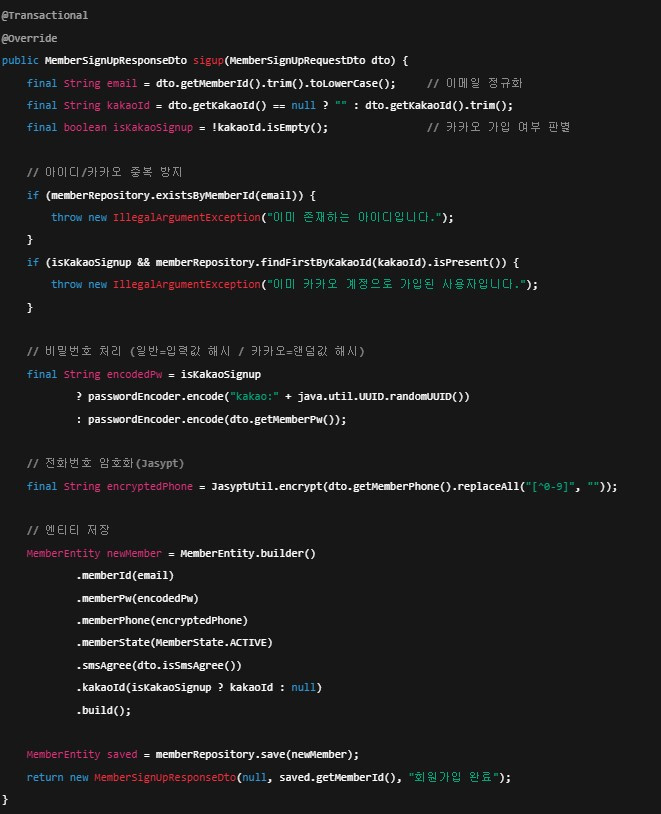 @Transactional
@Override
public MemberSignUpResponseDto sigup(MemberSignUpRequestDto dto) {
    final String email = dto.getMemberId().trim().toLowerCase();     // 이메일 정규화
    final String kakaoId = dto.getKakaoId() == null ? "" : dto.getKakaoId().trim();
    final boolean isKakaoSignup = !kakaoId.isEmpty();                // 카카오 가입 여부 판별
    // 아이디/카카오 중복 방지
    if (memberRepository.existsByMemberId(email)) {
        throw new IllegalArgumentException("이미 존재하는 아이디입니다.");
    }
    if (isKakaoSignup && memberRepository.findFirstByKakaoId(kakaoId).isPresent()) {
        throw new IllegalArgumentException("이미 카카오 계정으로 가입된 사용자입니다.");
    }
    // 비밀번호 처리 (일반=입력값 해시 / 카카오=랜덤값 해시)
    final String encodedPw = isKakaoSignup
            ? passwordEncoder.encode("kakao:" + java.util.UUID.randomUUID())
            : passwordEncoder.encode(dto.getMemberPw());
    // 전화번호 암호화(Jasypt)
    final String encryptedPhone = JasyptUtil.encrypt(dto.getMemberPhone().replaceAll("[^0-9]", ""));
    // 엔티티 저장
    MemberEntity newMember = MemberEntity.builder()
            .memberId(email)
            .memberPw(encodedPw)
            .memberPhone(encryptedPhone)
            .memberState(MemberState.ACTIVE)
            .smsAgree(dto.isSmsAgree())
            .kakaoId(isKakaoSignup ? kakaoId : null)
            .build();
    MemberEntity saved = memberRepository.save(newMember);
    return new MemberSignUpResponseDto(null, saved.getMemberId(), "회원가입 완료");
}